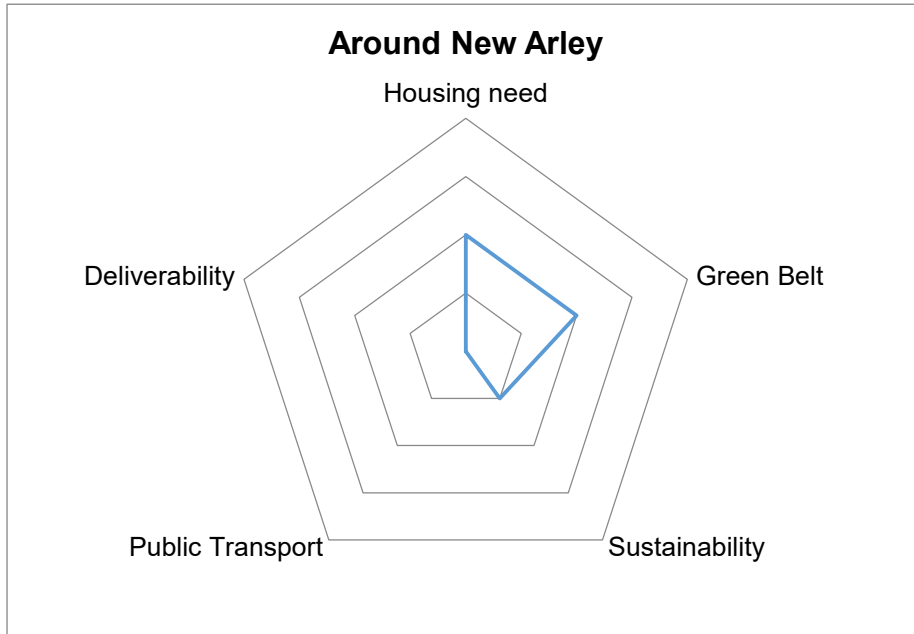 Around New Arley
Housing need
Deliverability
Green Belt
Public Transport
Sustainability